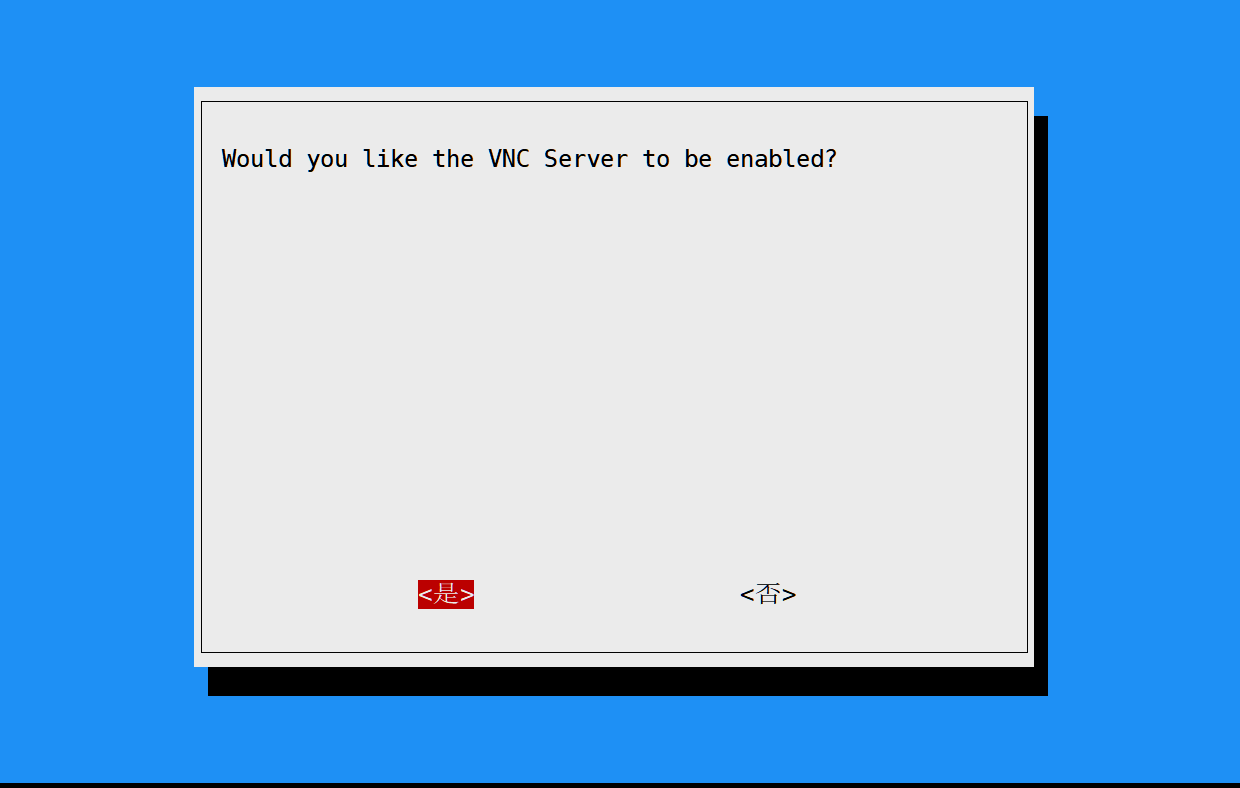 Would you like the VNC Server to be enabled?
<是> <否>